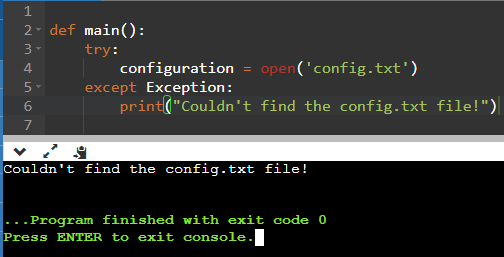 1
2 def main():
3 try:
4 configuration = open('config.txt')
5 except Exception:
6 print("Couldn't find the config.txt file!")
7
Couldn't find the config.txt file!
...Program finished with exit code 0
Press ENTER to exit console.